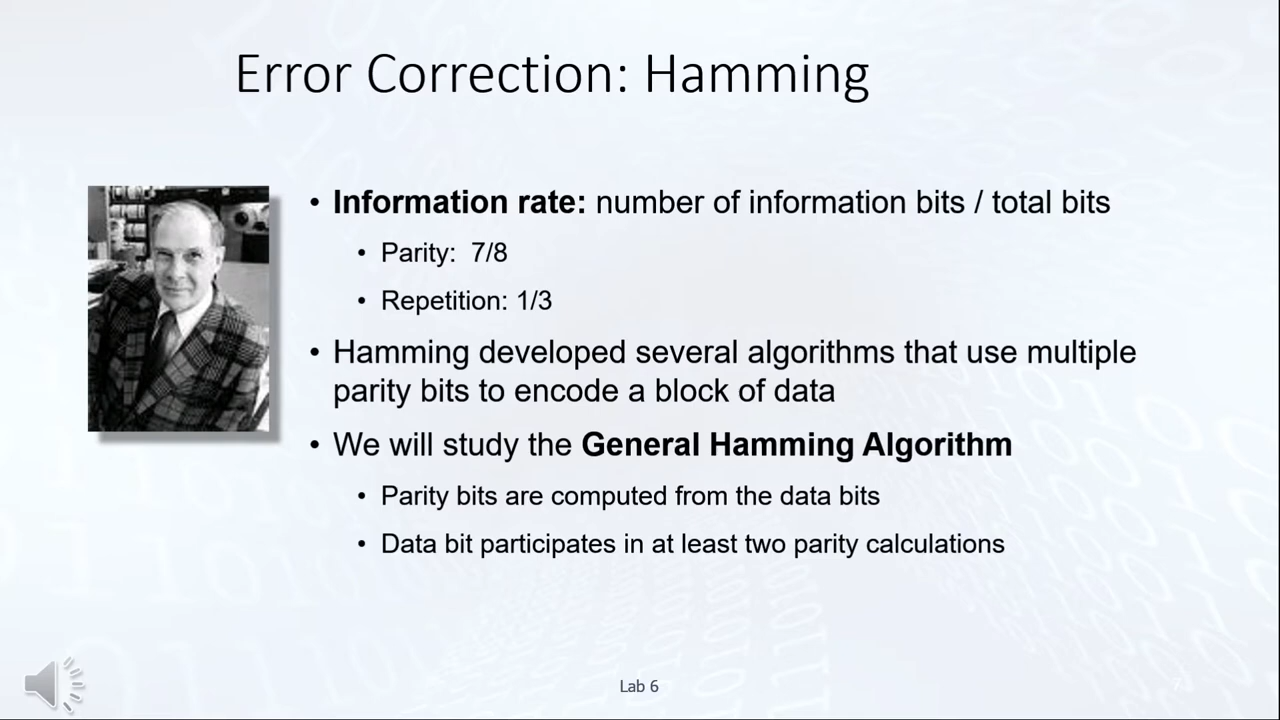 Error Correction: Hamming
• Information rate: number of information bits / total bits
• Parity: 7/8
• Repetition: 1/3
• Hamming developed several algorithms that use multiple
parity bits to encode a block of data
• We will study the General Hamming Algorithm
• Parity bits are computed from the data bits
• Data bit participates in at least two parity calculations
Lab 6
7